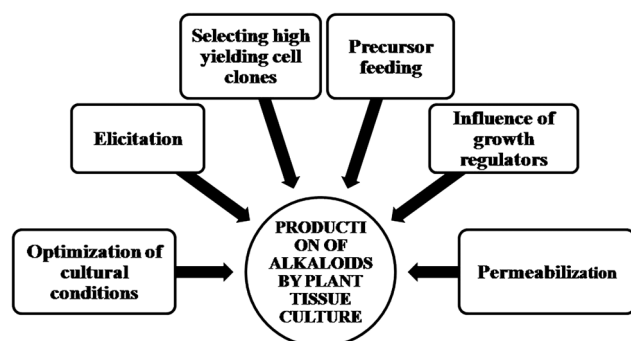 Selecting high
yielding cell
clones
Precursor
feeding
Elicitation
Influence of
growth
regulators
Optimization of
cultural
conditions
PRODUCTI
ON OF
ALKALOIDS
BY PLANT
TISSUE
CULTURE
Permeabilization